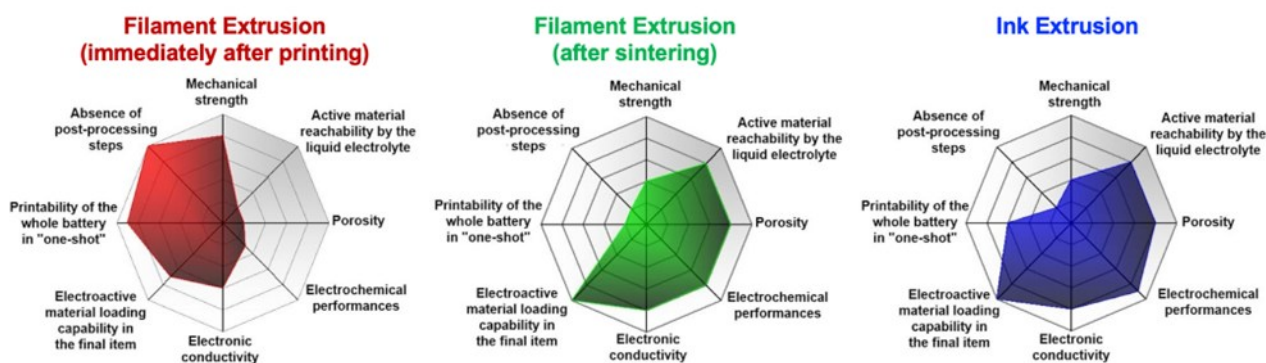 Filament Extrusion
(immediately after printing)
Mechanical
strength
Absence of
post-processing
steps
Active material
reachability by the
liquid electrolyte
Printability of the
whole battery
in "one-shot"
Porosity
Electroactive
material loading
capability in
the final item
Electrochemical
performances
Electronic
conductivity
Filament Extrusion
(after sintering)
Mechanical
strength
Absence of
post-processing
steps
Active material
reachability by the
liquid electrolyte
Printability of the
whole battery
in "one-shot"
Porosity
Electroactive
material loading
capability in
the final item
Electrochemical
performances
Electronic
conductivity
Ink Extrusion
Mechanical
strength
Absence of
post-processing
steps
Active material
reachability by the
liquid electrolyte
Printability of the
whole battery
in "one-shot"
Porosity
Electroactive
material loading
capability in
the final item
Electrochemical
performances
Electronic
conductivity